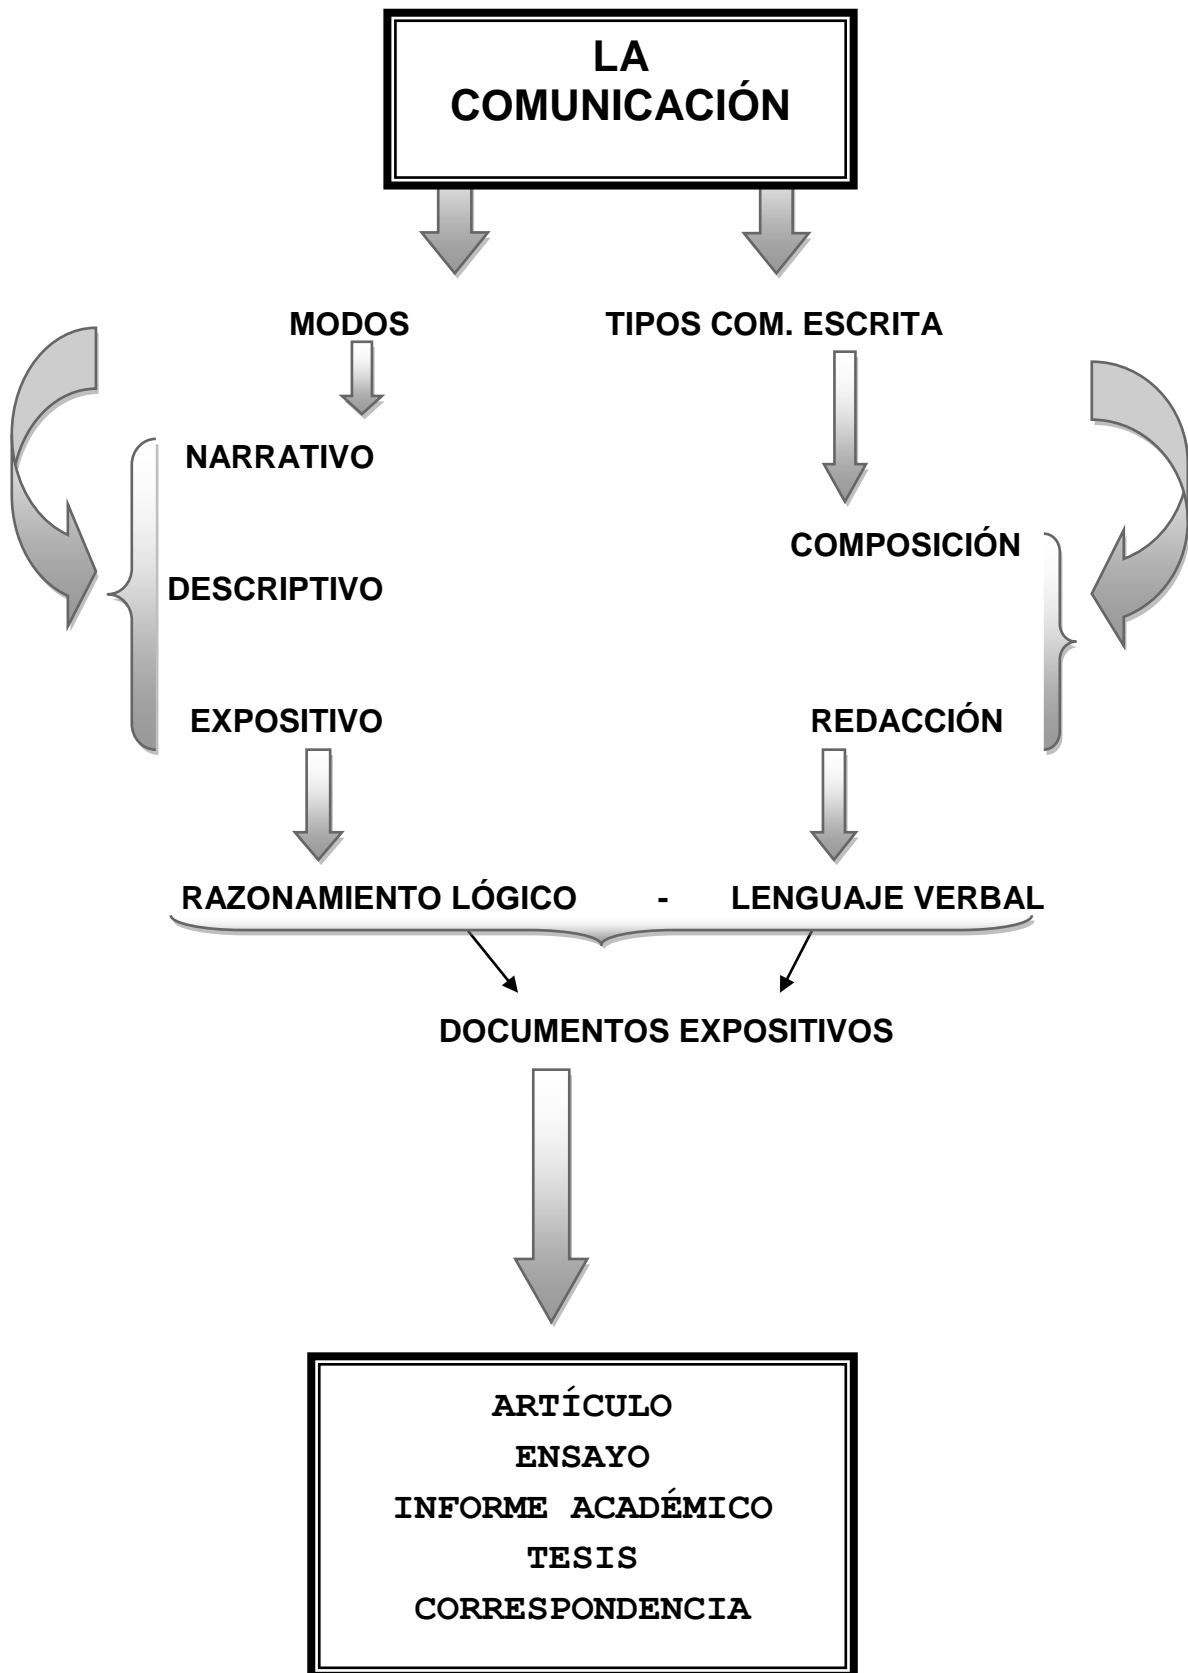 LA
COMUNICACIÓN
MODOS
TIPOS COM. ESCRITA
NARRATIVO
COMPOSICIÓN
DESCRIPTIVO
EXPOSITIVO
REDACCIÓN
RAZONAMIENTO LÓGICO - LENGUAJE VERBAL
DOCUMENTOS EXPOSITIVOS
ARTÍCULO
ENSAYO
INFORME ACADÉMICO
TESIS
CORRESPONDENCIA